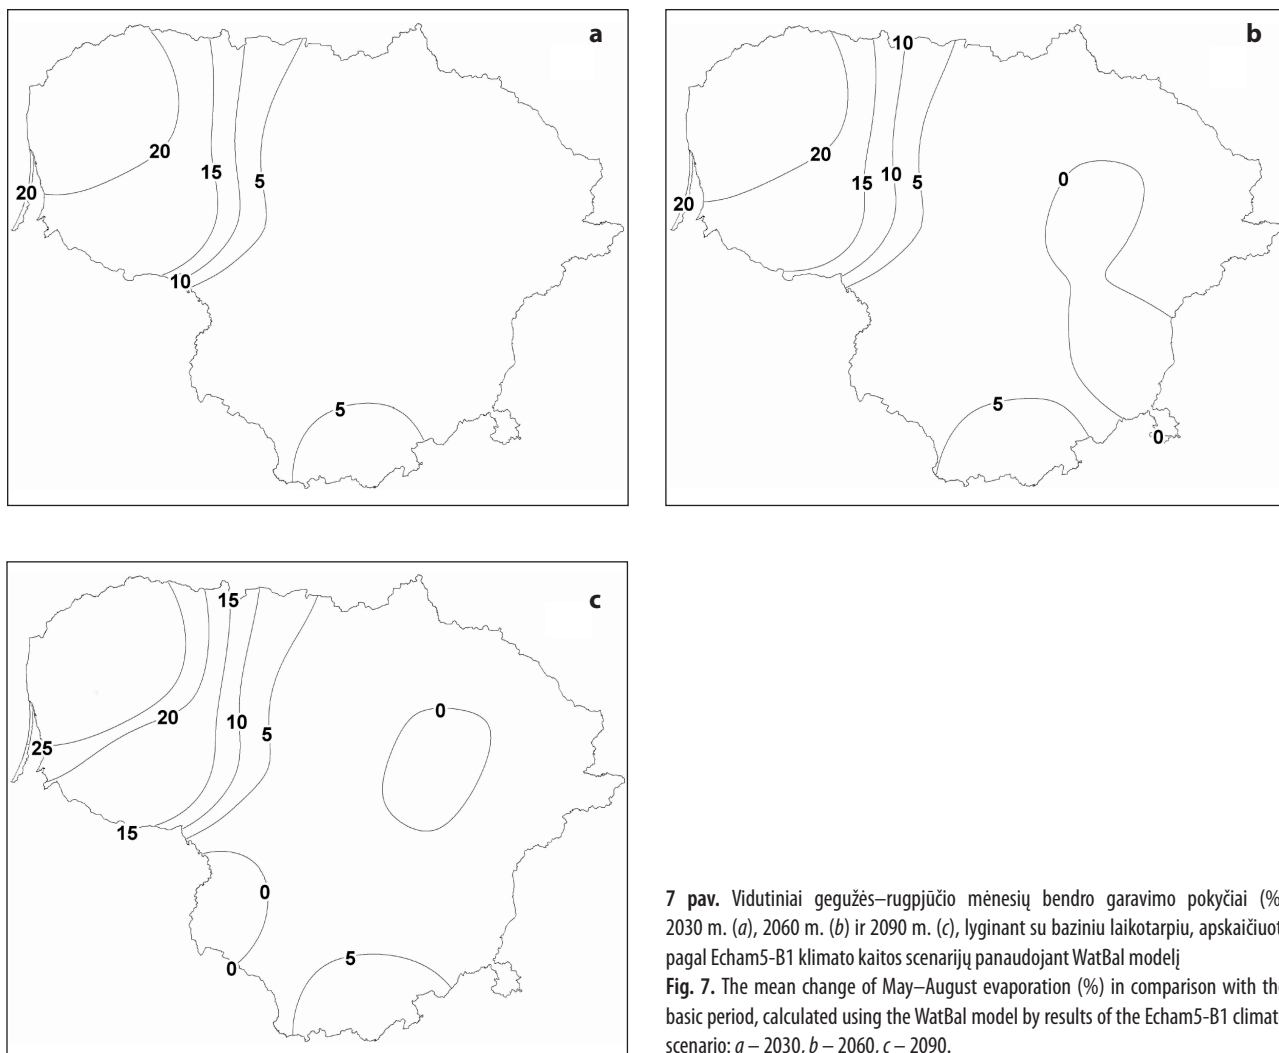 a
20
15
5
20
10
5
b
10
20
15
10
5
0
20
5
0
c
15
20
10
5
0
25
15
0
5
0
7 pav. Vidutiniai gegužės–rugpjūčio mėnesių bendro garavimo pokyčiai (%
2030 m. (a), 2060 m. (b) ir 2090 m. (c), lyginant su baziniu laikotarpiu, apskaičiuot
pagal Echam5-B1 klimato kaitos scenarijų panaudojant WatBal modelį
Fig. 7. The mean change of May–August evaporation (%) in comparison with the
basic period, calculated using the WatBal model by results of the Echam5-B1 climat
scenario: a – 2030, b – 2060, c – 2090.